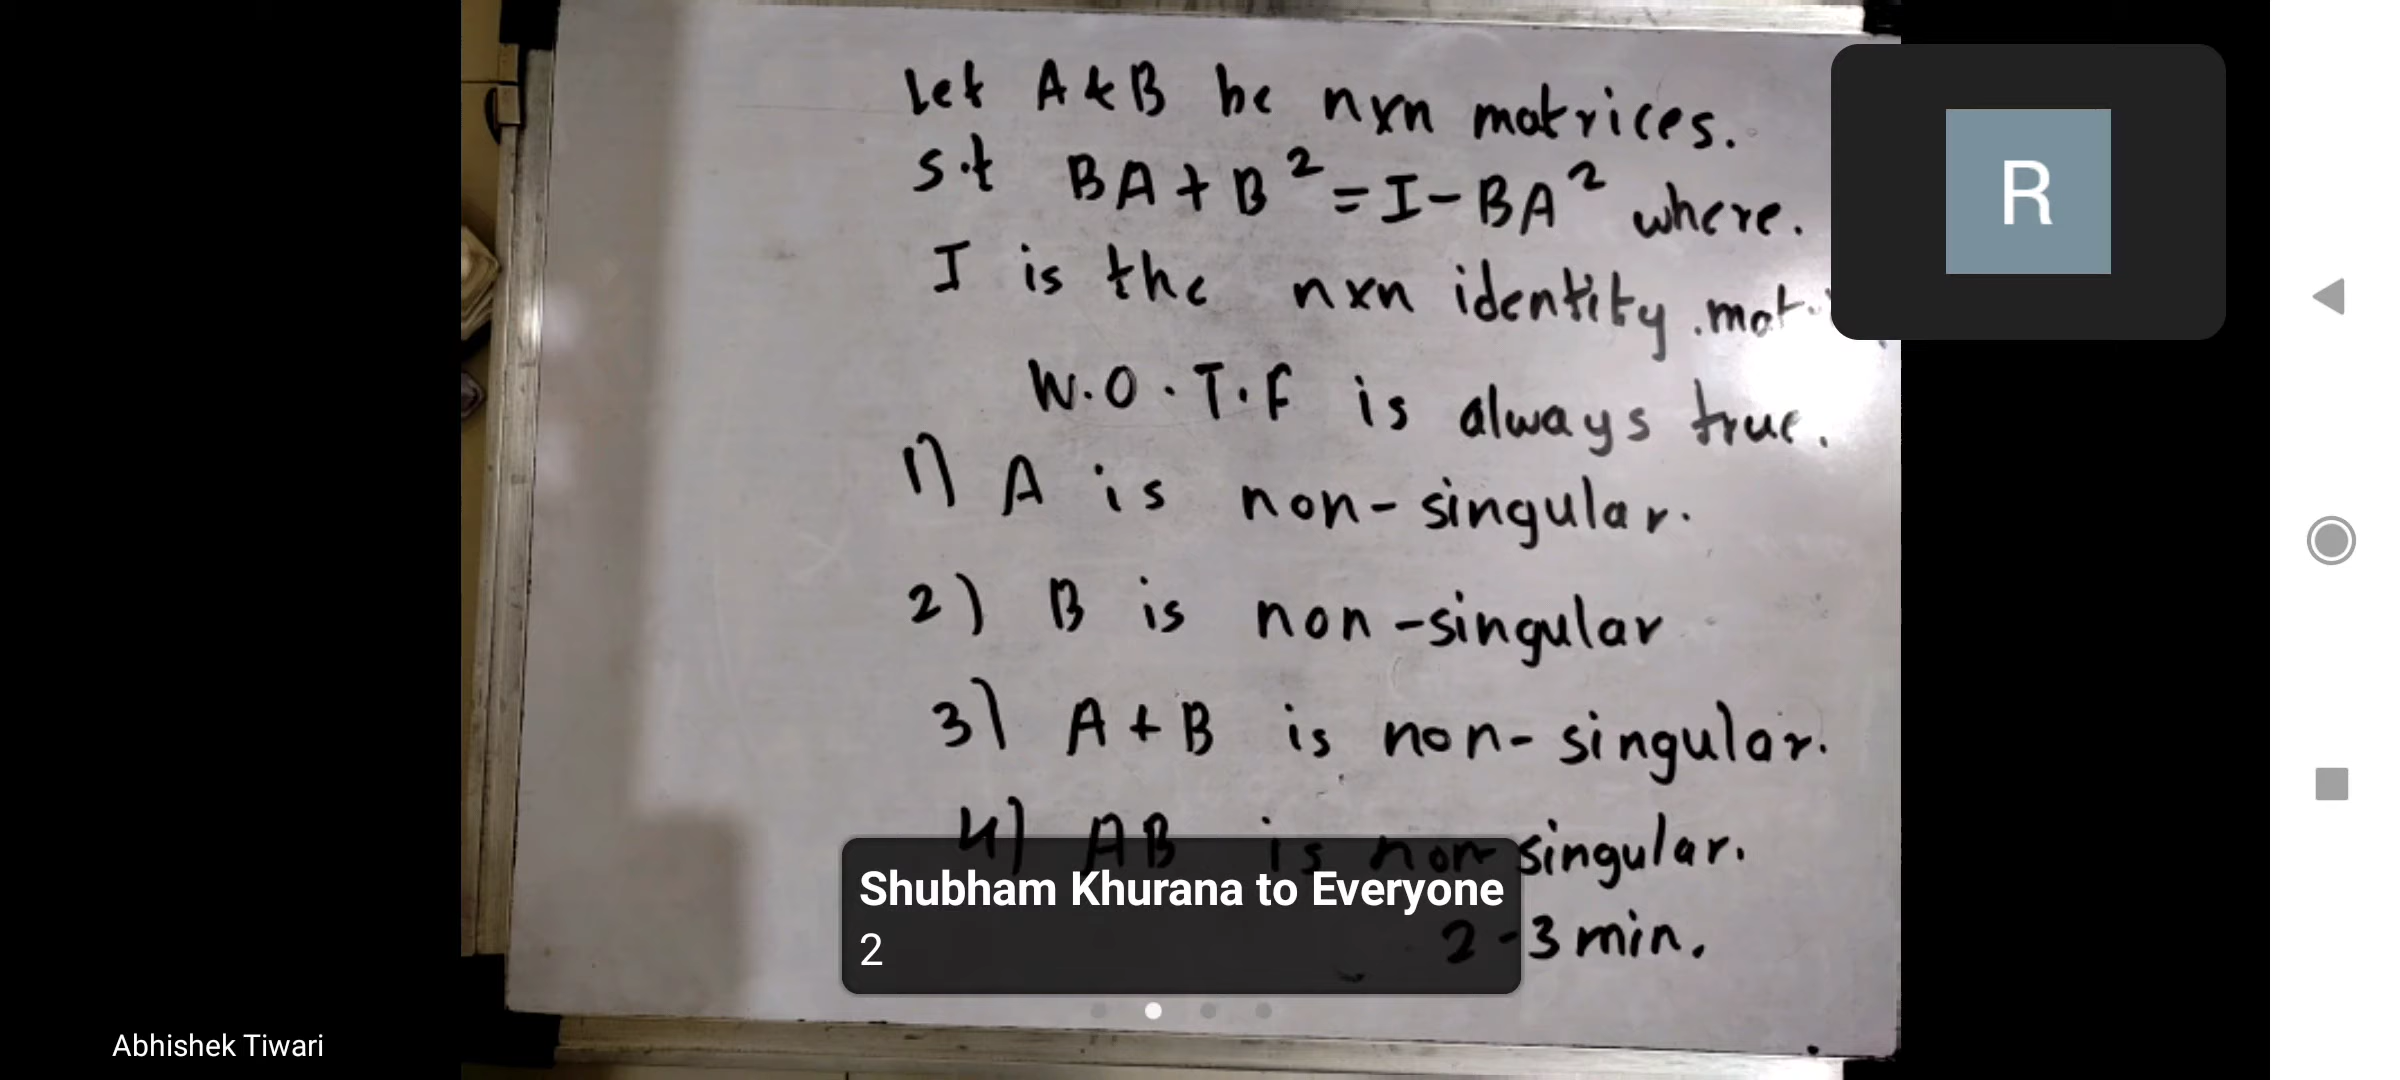 Let A & B be nxn matrices.
s.t BA + B² = I - BA² where.
I is the nxn identity
W.O.T.F is always true.
1) A is non-singular.
2) B is non-singular
3) A + B is non-singular.
4) AB is non singular.
2-3 min.
R
Shubham Khurana to Everyone
2
Abhishek Tiwari